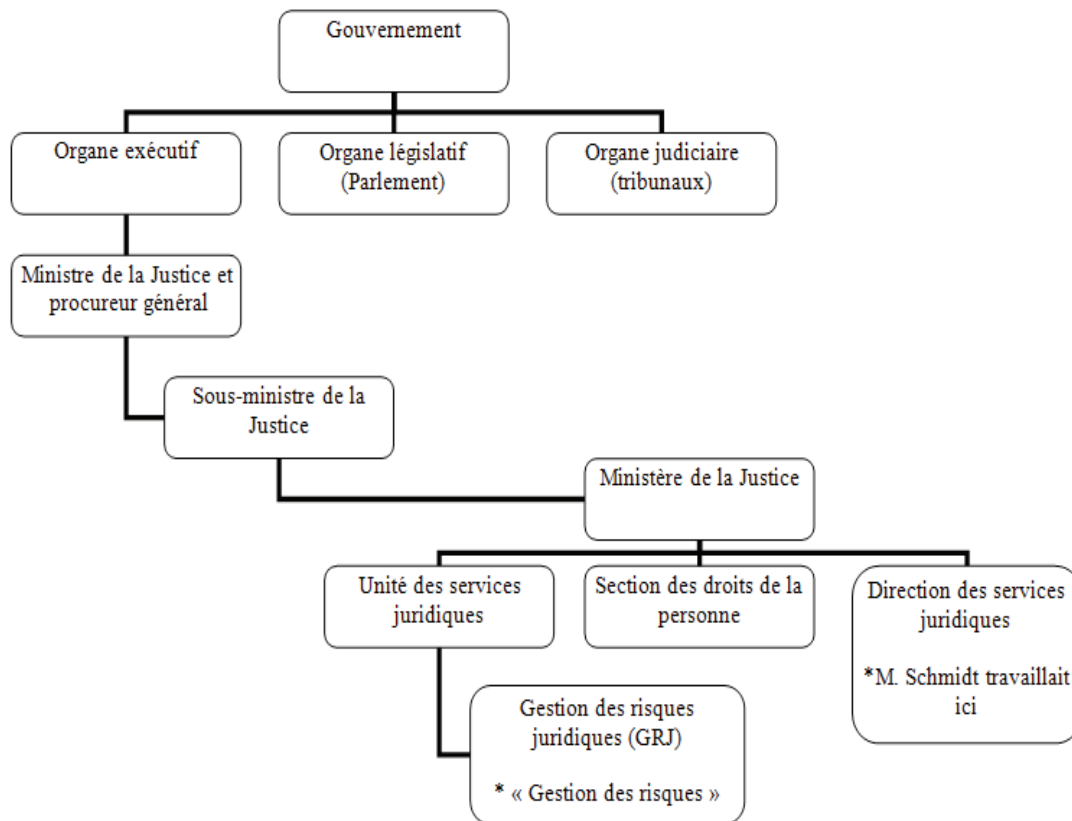 Gouvernement
Organe exécutif
Organe législatif
(Parlement)
Organe judiciaire
(tribunaux)
Ministre de la Justice et
procureur général
Sous-ministre de la
Justice
Ministère de la Justice
Unité des services
juridiques
Section des droits de la
personne
Direction des services
juridiques
*M. Schmidt travaillait
ici
Gestion des risques
juridiques (GRJ)
* « Gestion des risques »